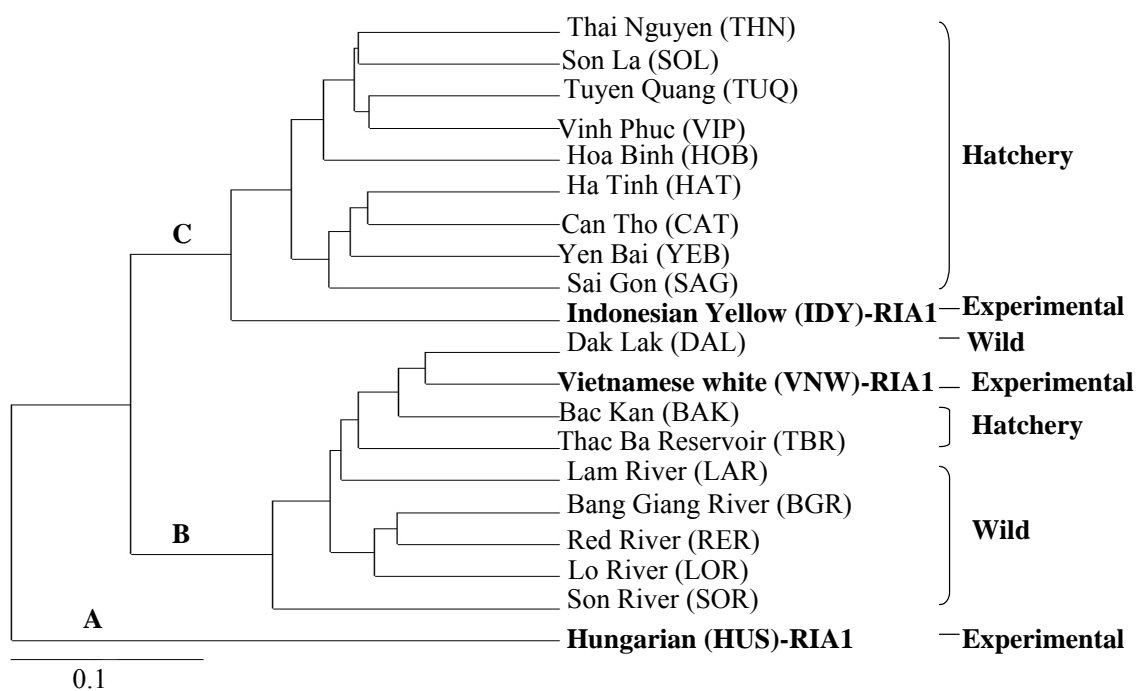 Thai Nguyen (THN)
Son La (SOL)
Tuyen Quang (TUQ)
Vinh Phuc (VIP)
Hoa Binh (HOB)
Hatchery
Ha Tinh (HAT)
C
Can Tho (CAT)
Yen Bai (YEB)
Sai Gon (SAG)
Indonesian Yellow (IDY)-RIA1
Experimental
Dak Lak (DAL)
Wild
Vietnamese white (VNW)-RIA1
Experimental
Bac Kan (BAK)
Hatchery
Thac Ba Reservoir (TBR)
Lam River (LAR)
Bang Giang River (BGR)
Wild
B
Red River (RER)
Lo River (LOR)
Son River (SOR)
A
Hungarian (HUS)-RIA1
Experimental
0.1